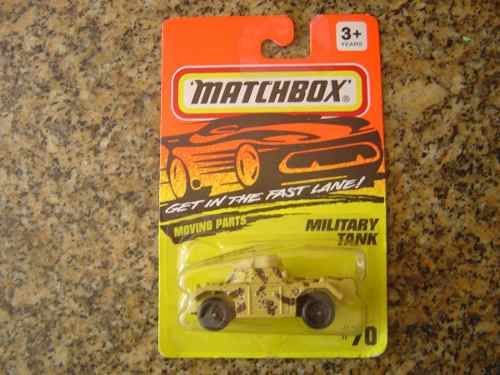 3+
YEARS
MATCHBOX®
GET IN THE FAST LANE!
MOVING PARTS
MILITARY
TANK
#70